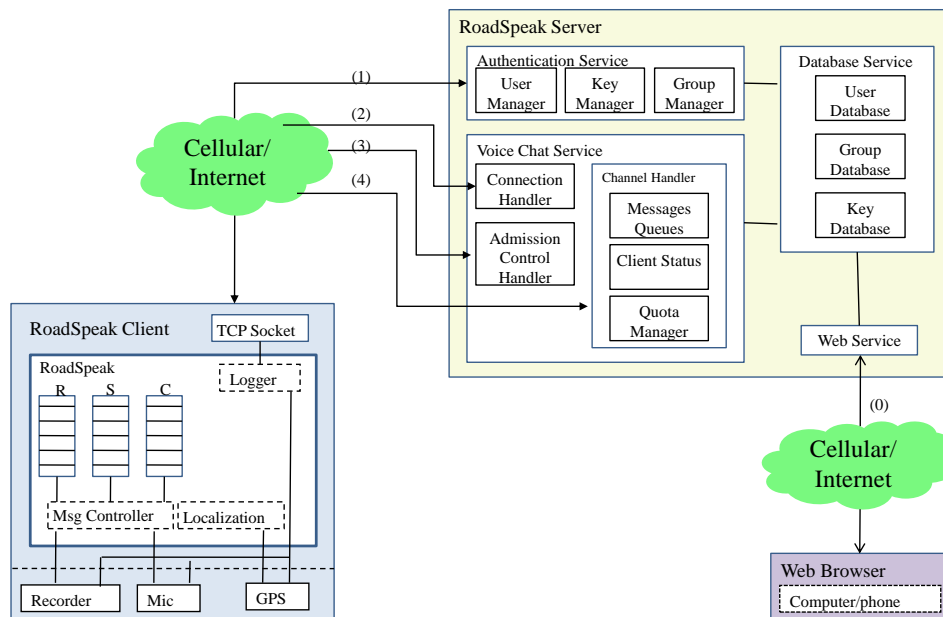 RoadSpeak Server
Authentication Service
User
Manager
Key
Manager
Group
Manager
Database Service
User
Database
Group
Database
Key
Database
(1)
(2)
(3)
(4)
Cellular/
Internet
Voice Chat Service
Connection
Handler
Admission
Control
Handler
Channel Handler
Messages
Queues
Client Status
Quota
Manager
Web Service
(0)
Cellular/
Internet
Web Browser
Computer/phone
RoadSpeak Client
TCP Socket
RoadSpeak
Logger
R
S
C
Msg Controller
Localization
Recorder
Mic
GPS